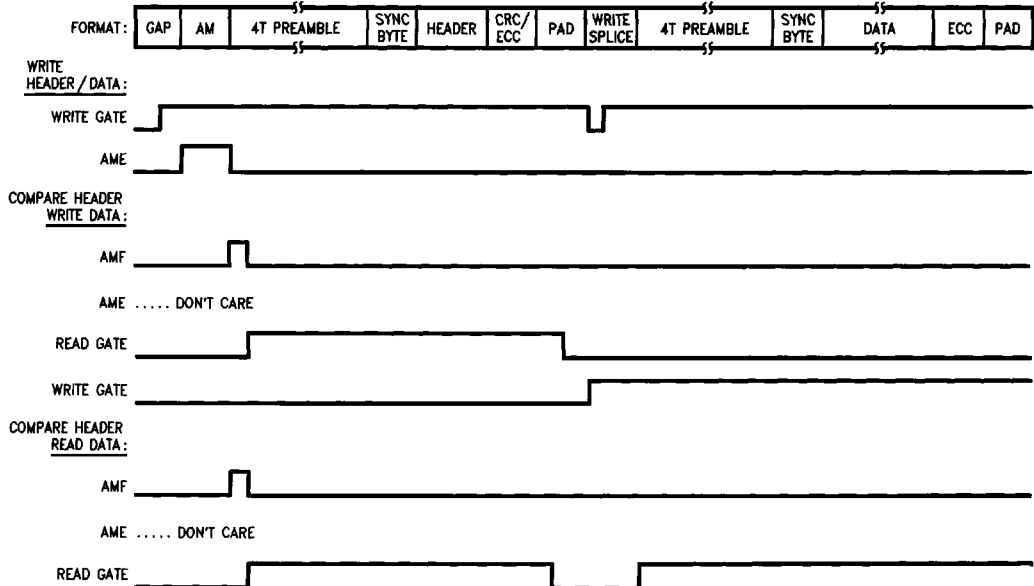 FORMAT: GAP AM 4T PREAMBLE SYNC BYTE HEADER CRC/ ECC PAD WRITE SPLICE 4T PREAMBLE SYNC BYTE DATA ECC PAD
WRITE
HEADER/DATA:
WRITE GATE
AME
COMPARE HEADER
WRITE DATA:
AMF
AME ..... DON'T CARE
READ GATE
WRITE GATE
COMPARE HEADER
READ DATA:
AMF
AME ..... DON'T CARE
READ GATE